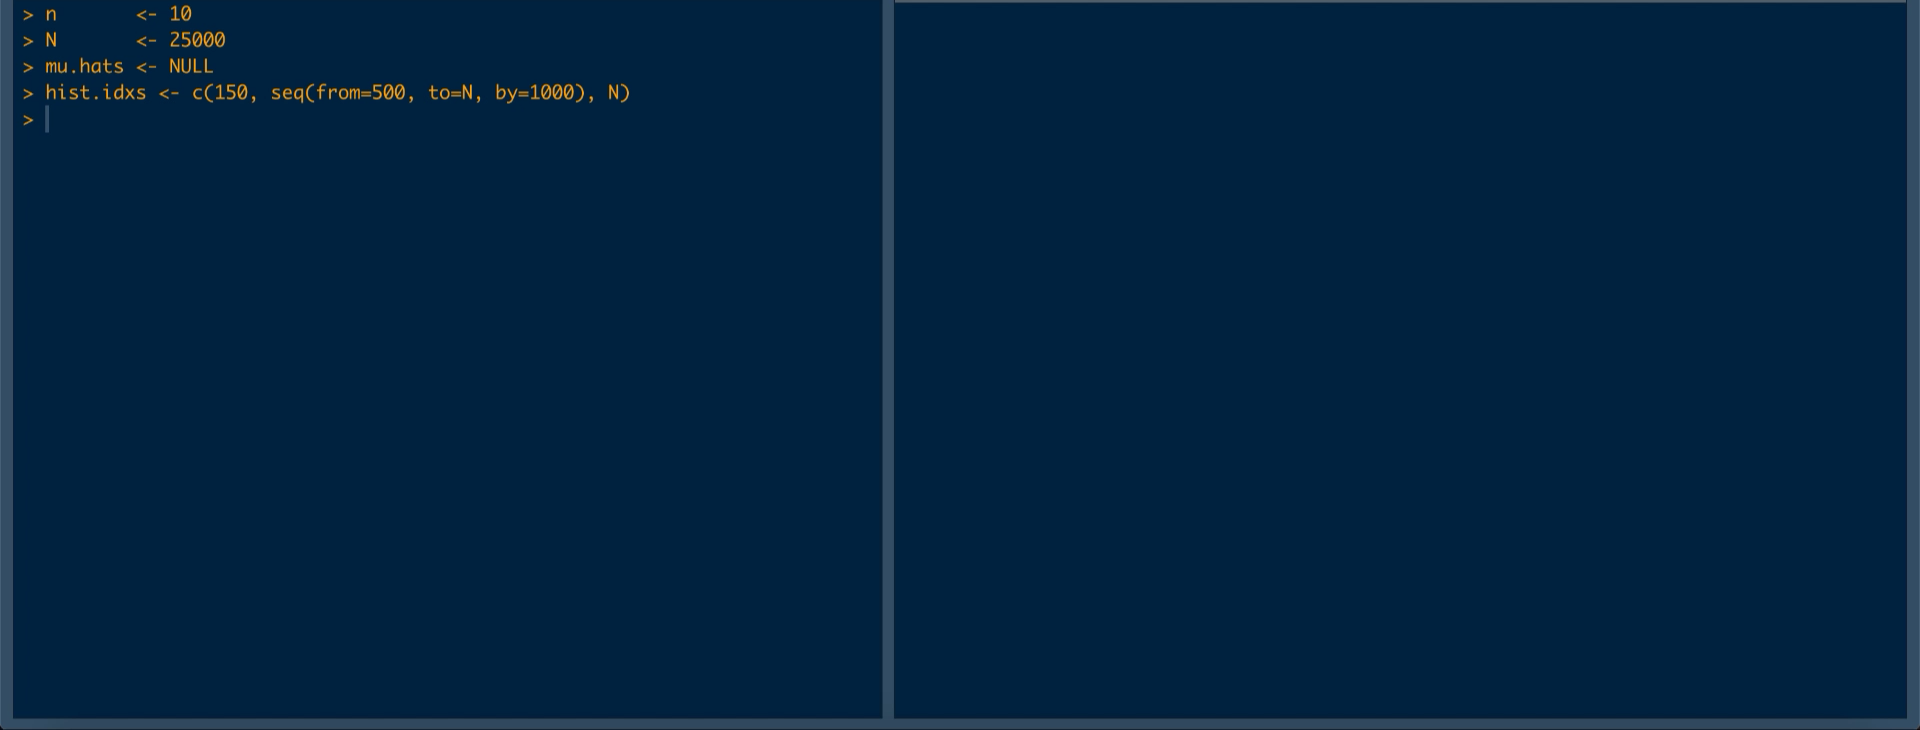 > n       <- 10
> N       <- 25000
> mu.hats <- NULL
> hist.idxs <- c(150, seq(from=500, to=N, by=1000), N)
>